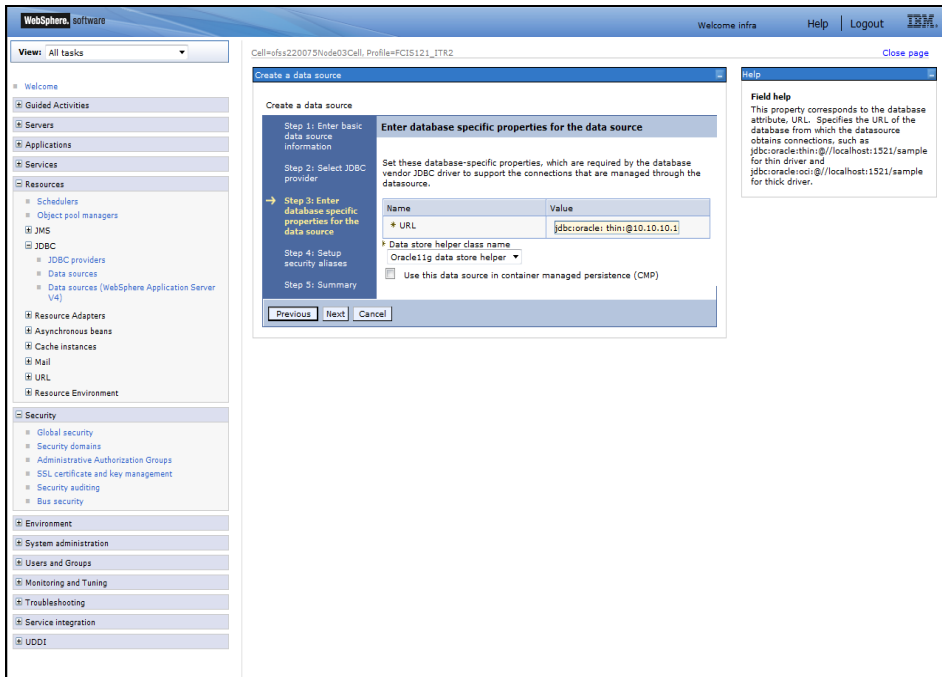 WebSphere. software
Welcome infra
Help
Logout
IBM.
View: All tasks
Cell=ofss220075Node03Cell, Profile=FCIS121_ITR2
Close page
Welcome
Guided Activities
Servers
Applications
Services
Resources
Schedulers
Object pool managers
JMS
JDBC
JDBC providers
Data sources
Data sources (WebSphere Application Server
V4)
Resource Adapters
Asynchronous beans
Cache instances
Mail
URL
Resource Environment
Security
Global security
Security domains
Administrative Authorization Groups
SSL certificate and key management
Security auditing
Bus security
Environment
System administration
Users and Groups
Monitoring and Tuning
Troubleshooting
Service integration
UDDI
Create a data source
Create a data source
Step 1: Enter basic
data source
information
Step 2: Select JDBC
provider
Step 3: Enter
database specific
properties for the
data source
Step 4: Setup
security aliases
Step 5: Summary
Enter database specific properties for the data source
Set these database-specific properties, which are required by the database
vendor JDBC driver to support the connections that are managed through the
datasource.
Name
Value
* URL
jdbc:oracle: thin:@10.10.10.1
* Data store helper class name
Oracle11g data store helper
Use this data source in container managed persistence (CMP)
Previous
Next
Cancel
Help
Field help
This property corresponds to the database
attribute, URL. Specifies the URL of the
database from which the datasource
obtains connections, such as
jdbc:oracle:thin:@//localhost:1521/sample
for thin driver and
jdbc:oracle:oci:@//localhost:1521/sample
for thick driver.